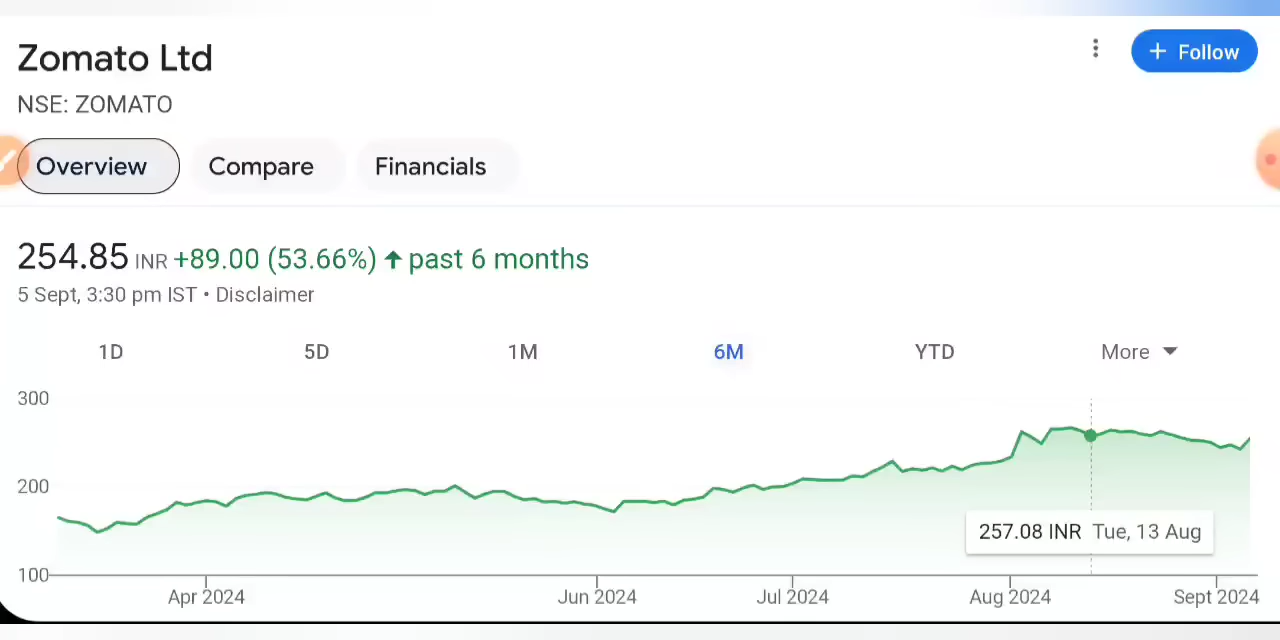 Zomato Ltd
+ Follow
NSE: ZOMATO
Overview
Compare
Financials
254.85 INR +89.00 (53.66%) ↑ past 6 months
5 Sept, 3:30 pm IST • Disclaimer
1D
5D
1M
6M
YTD
More
300
200
100
257.08 INR Tue, 13 Aug
Apr 2024
Jun 2024
Jul 2024
Aug 2024
Sept 2024